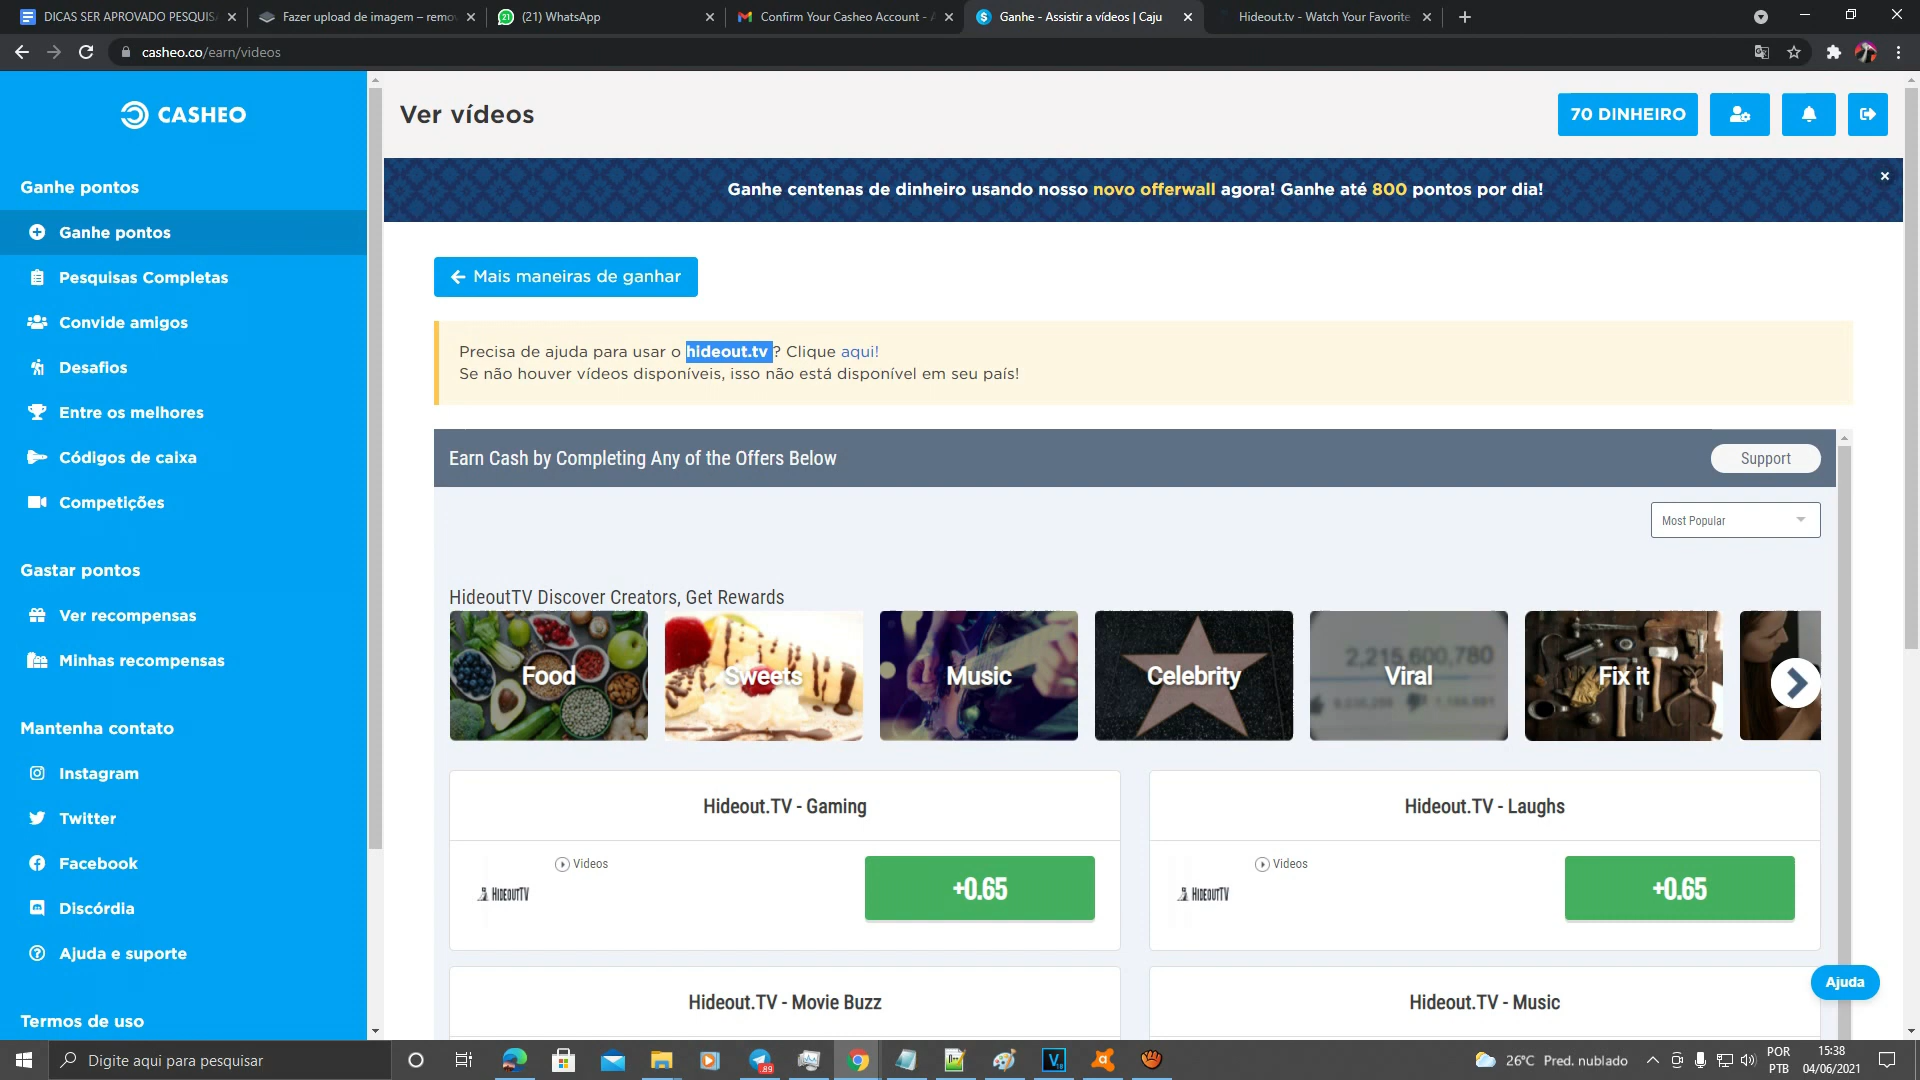 DICAS SER APROVADO PESQUIS
Fazer upload de imagem – remov
(21) WhatsApp
Confirm Your Casheo Account -
Ganhe - Assistir a vídeos | Caju
Hideout.tv - Watch Your Favorite
casheo.co/earn/videos
CASHEO
Ganhe pontos
Ganhe pontos
Pesquisas Completas
Convide amigos
Desafios
Entre os melhores
Códigos de caixa
Competições
Gastar pontos
Ver recompensas
Minhas recompensas
Mantenha contato
Instagram
Twitter
Facebook
Discórdia
Ajuda e suporte
Termos de uso
Ver vídeos
70 DINHEIRO
Ganhe centenas de dinheiro usando nosso novo offerwall agora! Ganhe até 800 pontos por dia!
Mais maneiras de ganhar
Precisa de ajuda para usar o hideout.tv ? Clique aqui!
Se não houver vídeos disponíveis, isso não está disponível em seu país!
Earn Cash by Completing Any of the Offers Below
Support
Most Popular
HideoutTV Discover Creators, Get Rewards
Food
Sweets
Music
Celebrity
2,215,600,780
Viral
Fix it
Hideout.TV - Gaming
Videos
HIDEOUTTV
+0.65
Hideout.TV - Laughs
Videos
HIDEOUTTV
+0.65
Hideout.TV - Movie Buzz
Hideout.TV - Music
Ajuda
Digite aqui para pesquisar
89
26°C Pred. nublado
POR
PTB
15:38
04/06/2021